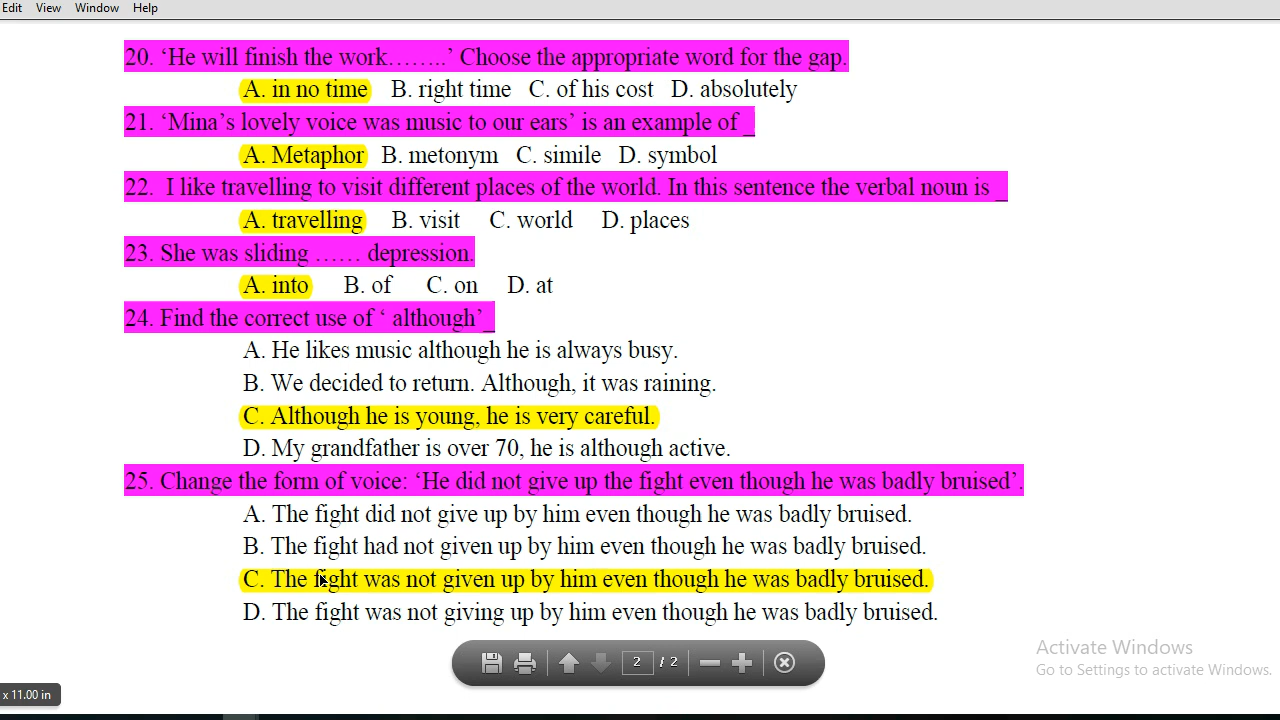 Edit View Window Help
20. ‘He will finish the work……..’ Choose the appropriate word for the gap.
A. in no time B. right time C. of his cost D. absolutely
21. ‘Mina’s lovely voice was music to our ears’ is an example of _
A. Metaphor B. metonym C. simile D. symbol
22. I like travelling to visit different places of the world. In this sentence the verbal noun is _
A. travelling B. visit C. world D. places
23. She was sliding …… depression.
A. into B. of C. on D. at
24. Find the correct use of ‘ although’_
A. He likes music although he is always busy.
B. We decided to return. Although, it was raining.
C. Although he is young, he is very careful.
D. My grandfather is over 70, he is although active.
25. Change the form of voice: ‘He did not give up the fight even though he was badly bruised’.
A. The fight did not give up by him even though he was badly bruised.
B. The fight had not given up by him even though he was badly bruised.
C. The fight was not given up by him even though he was badly bruised.
D. The fight was not giving up by him even though he was badly bruised.
2 / 2
Activate Windows
Go to Settings to activate Windows.
x 11.00 in